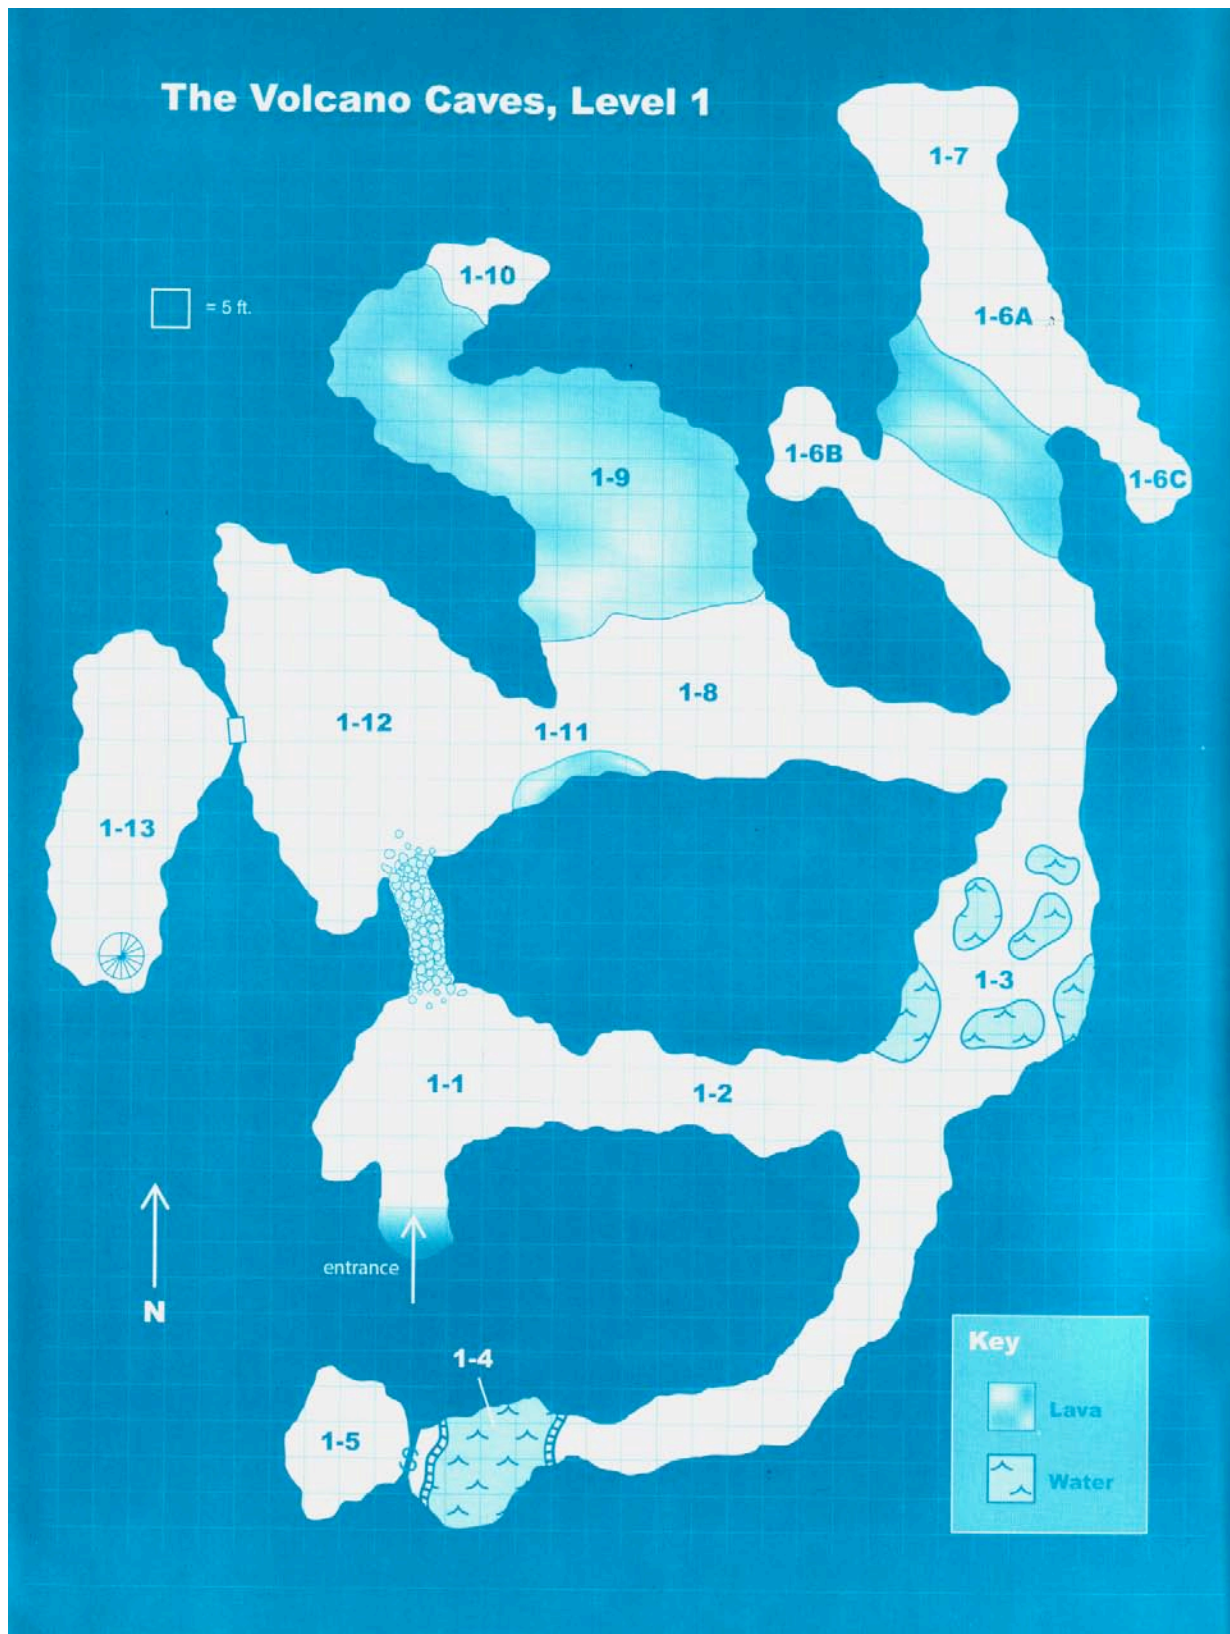 The Volcano Caves, Level 1
1-7
1-10
= 5 ft.
1-6A
1-6B
1-9
1-6C
1-8
1-12
1-11
1-13
1-3
1-1
1-2
entrance
N
Key
1-4
Lava
1-5
S
Water